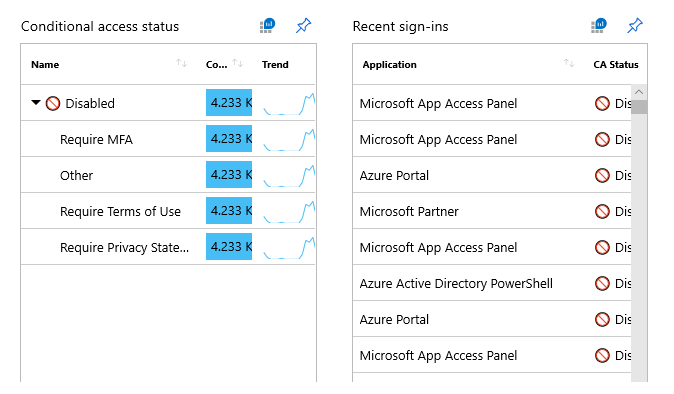 Conditional access status
Name Co... Trend
Disabled 4.233 K
Require MFA 4.233 K
Other 4.233 K
Require Terms of Use 4.233 K
Require Privacy State... 4.233 K
Recent sign-ins
Application CA Status
Microsoft App Access Panel Dis
Microsoft App Access Panel Dis
Azure Portal Dis
Microsoft Partner Dis
Microsoft App Access Panel Dis
Azure Active Directory PowerShell Dis
Azure Portal Dis
Microsoft App Access Panel Dis